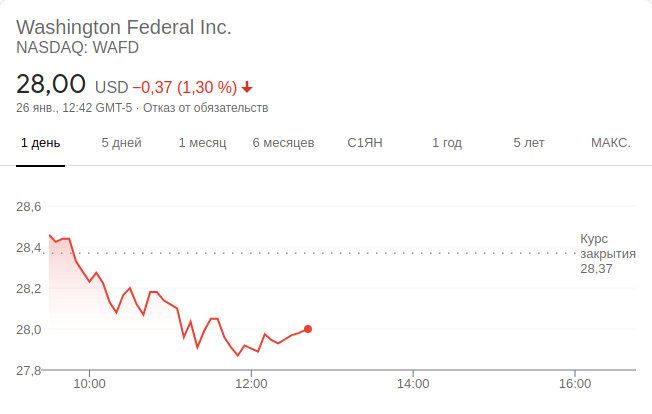 Washington Federal Inc.
NASDAQ: WAFD
28,00 USD −0,37 (1,30 %)
26 янв., 12:42 GMT-5 · Отказ от обязательств
1 день 5 дней 1 месяц 6 месяцев С1ЯН 1 год 5 лет МАКС.
28,6
28,4
28,2
28,0
27,8
Курс
закрытия
28,37
10:00 12:00 14:00 16:00